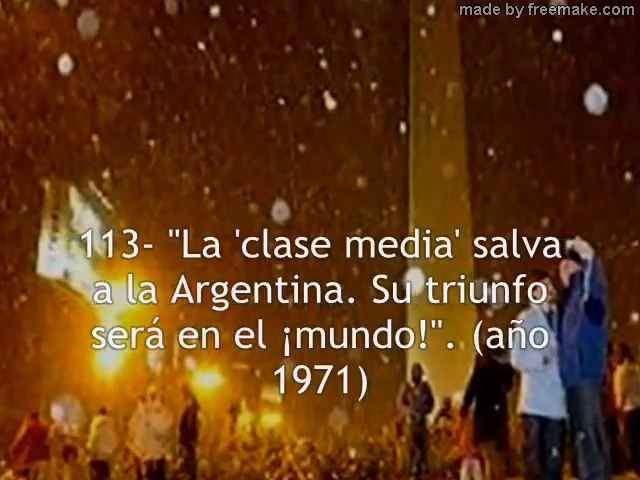 made by freemake.com
113- "La 'clase media' salva
a la Argentina. Su triunfo
será en el ¡mundo!". (año
1971)